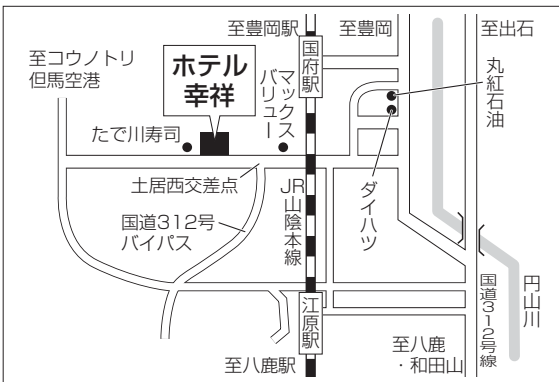 至豊岡駅
至豊岡
至出石
国府駅
至コウノトリ
但馬空港
ホテル
幸祥
マックス
バリュー
丸紅石油
たで川寿司
土居西交差点
JR山陰本線
ダイハツ
国道312号
バイパス
江原駅
国道312号線
円山川
至八鹿駅
至八鹿
・和田山